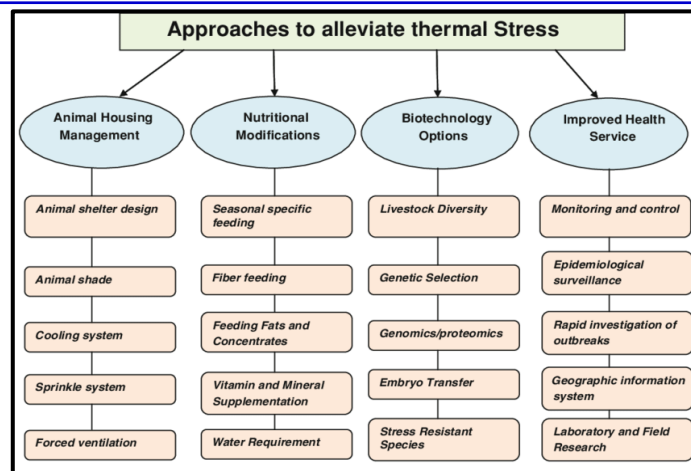 Approaches to alleviate thermal Stress
Animal Housing
Management
Nutritional
Modifications
Biotechnology
Options
Improved Health
Service
Animal shelter design
Animal shade
Cooling system
Sprinkle system
Forced ventilation
Seasonal specific
feeding
Fiber feeding
Feeding Fats and
Concentrates
Vitamin and Mineral
Supplementation
Water Requirement
Livestock Diversity
Genetic Selection
Genomics/proteomics
Embryo Transfer
Stress Resistant
Species
Monitoring and control
Epidemiological
surveillance
Rapid investigation of
outbreaks
Geographic information
system
Laboratory and Field
Research